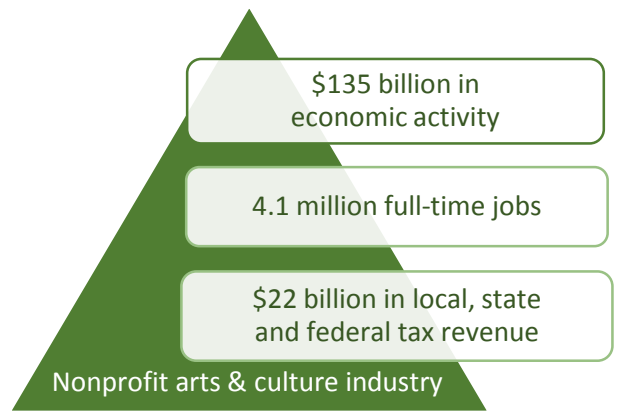 $135 billion in
economic activity
4.1 million full-time jobs
$22 billion in local, state
and federal tax revenue
Nonprofit arts & culture industry